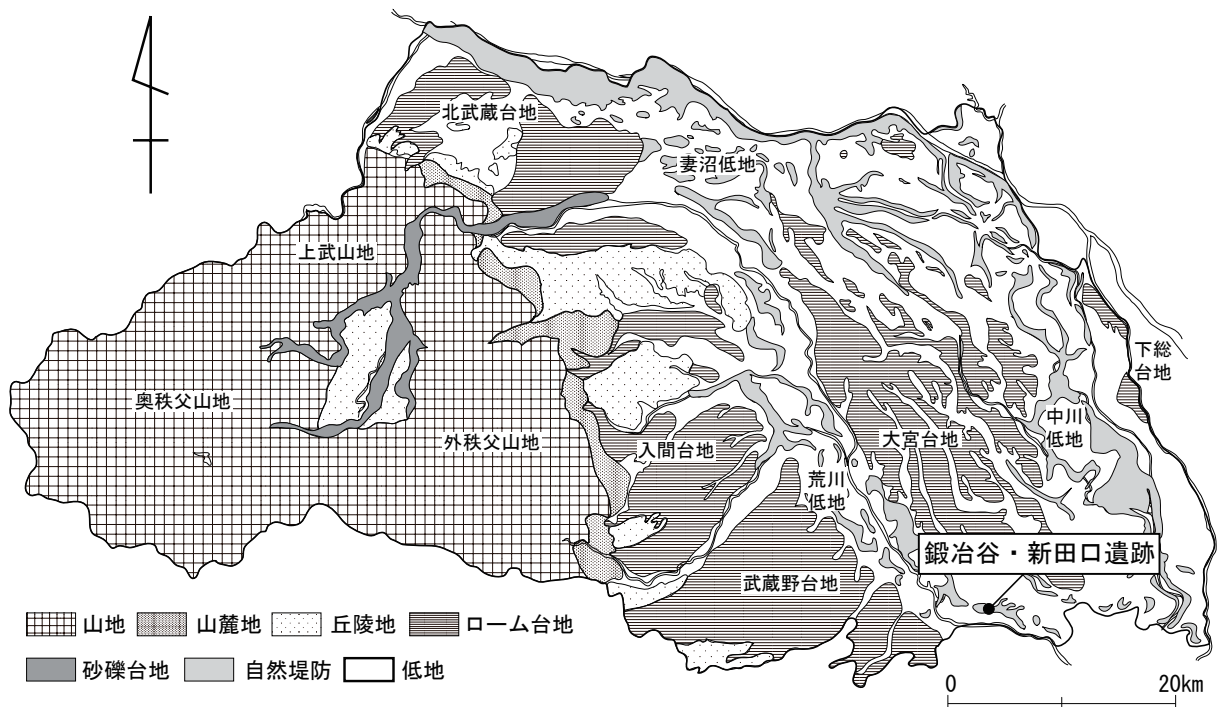 北武蔵台地
妻沼低地
上武山地
下総
台地
奥秩父山地
外秩父山地
入間台地
大宮台地
中川
低地
荒川
低地
鍛冶谷・新田口遺跡
武蔵野台地
山地 山麓地 丘陵地 ローム台地
砂礫台地 自然堤防 低地
0 20km